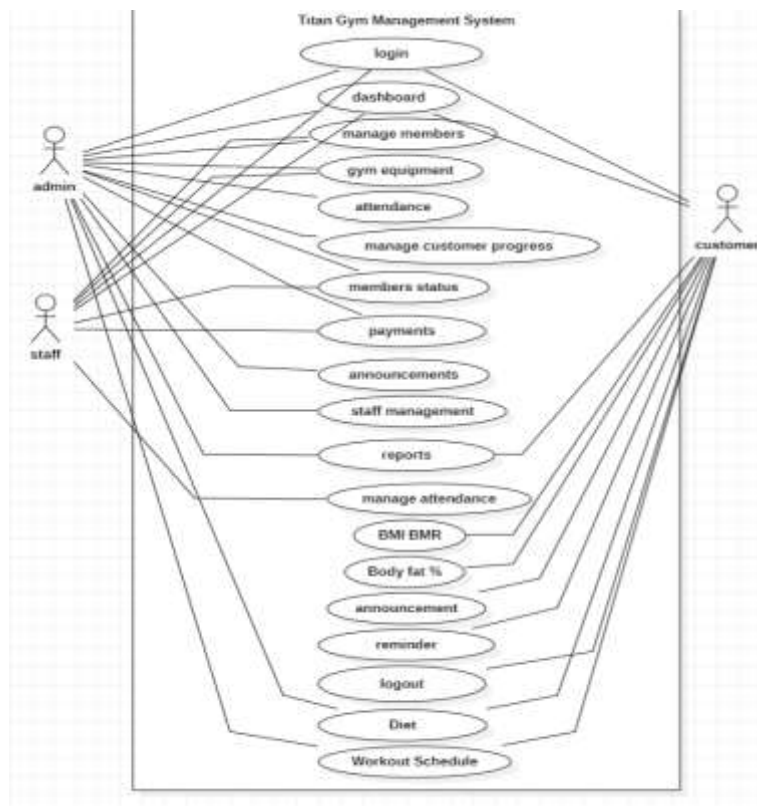 Titan Gym Management System
login
dashboard
manage members
admin
gym equipment
attendance
customer
manage customer progress
members status
payments
staff
announcements
staff management
reports
manage attendance
BMI BMR
Body fat %
announcement
reminder
logout
Diet
Workout Schedule